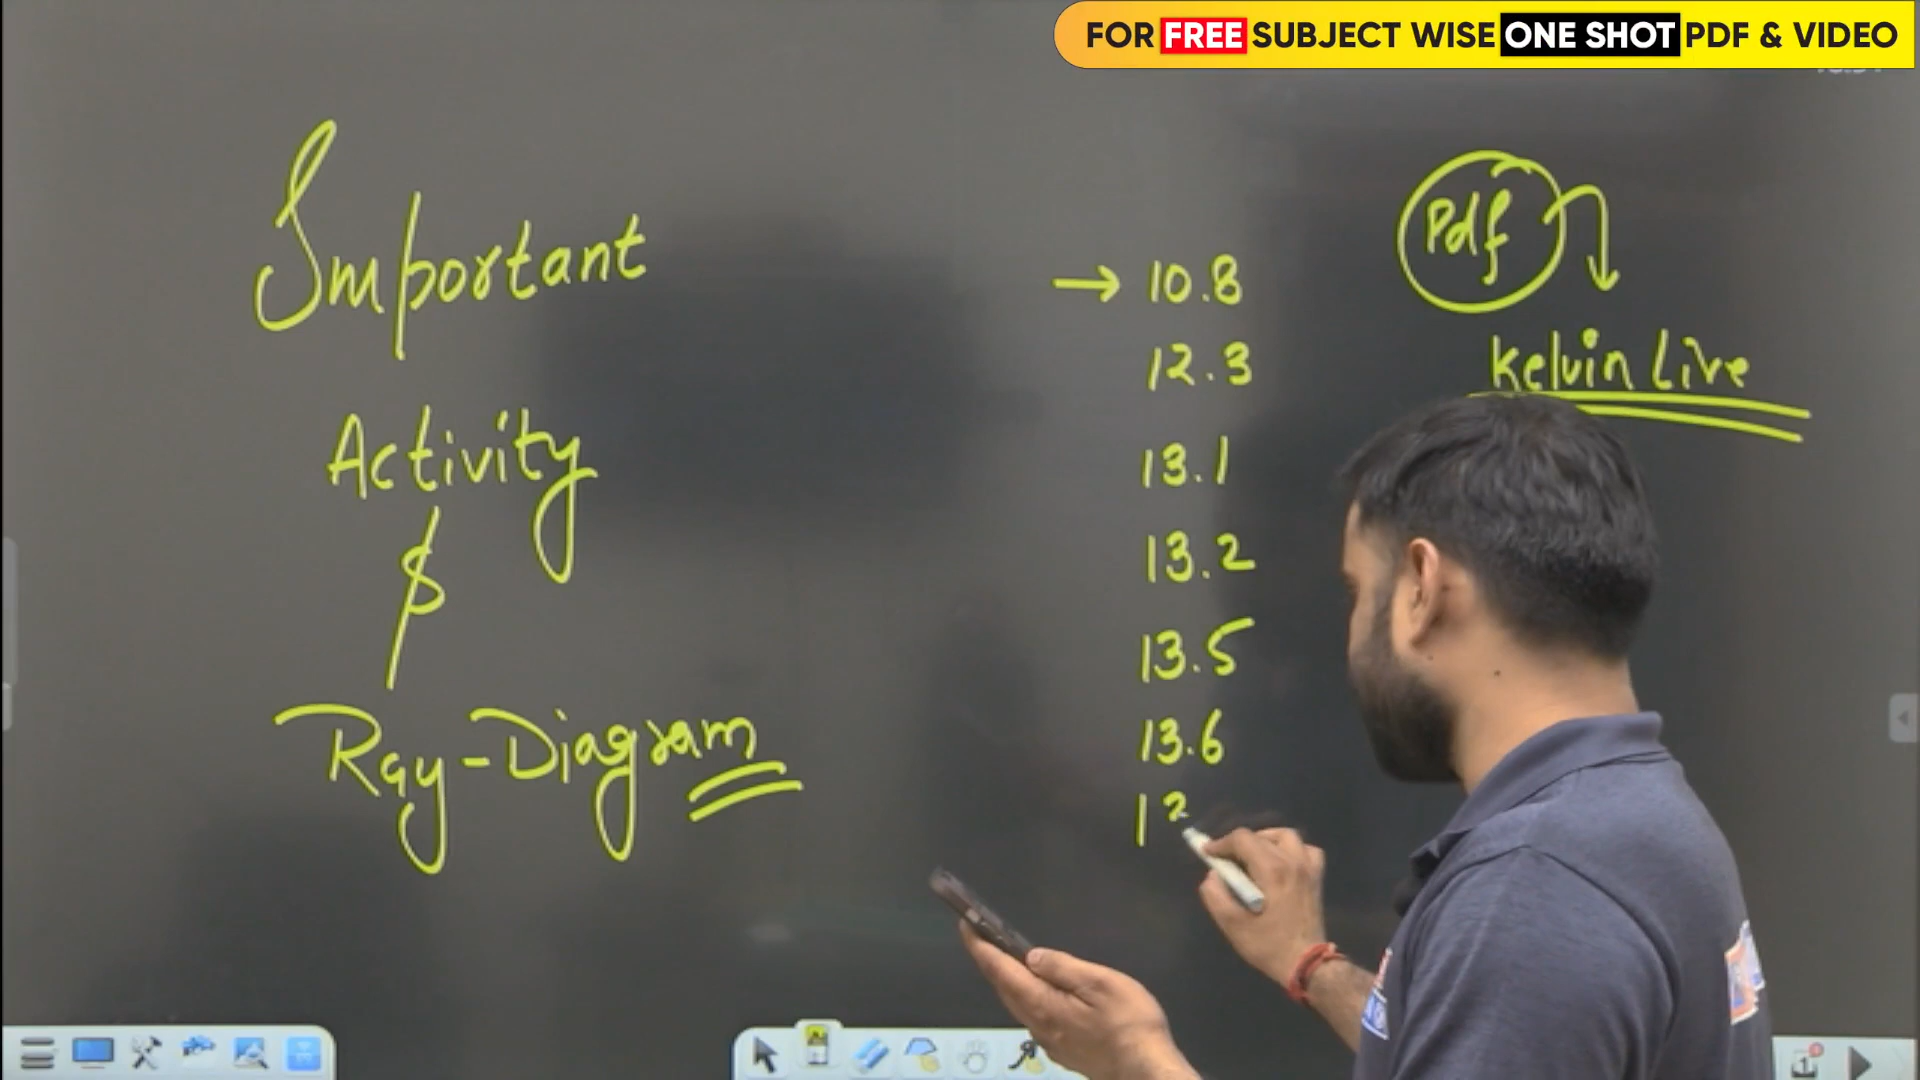 FOR FREE SUBJECT WISE ONE SHOT PDF & VIDEO
Important
Activity
&
Ray-Diagram
→ 10.8
12.3
13.1
13.2
13.5
13.6
Pdf
Kelvin Live